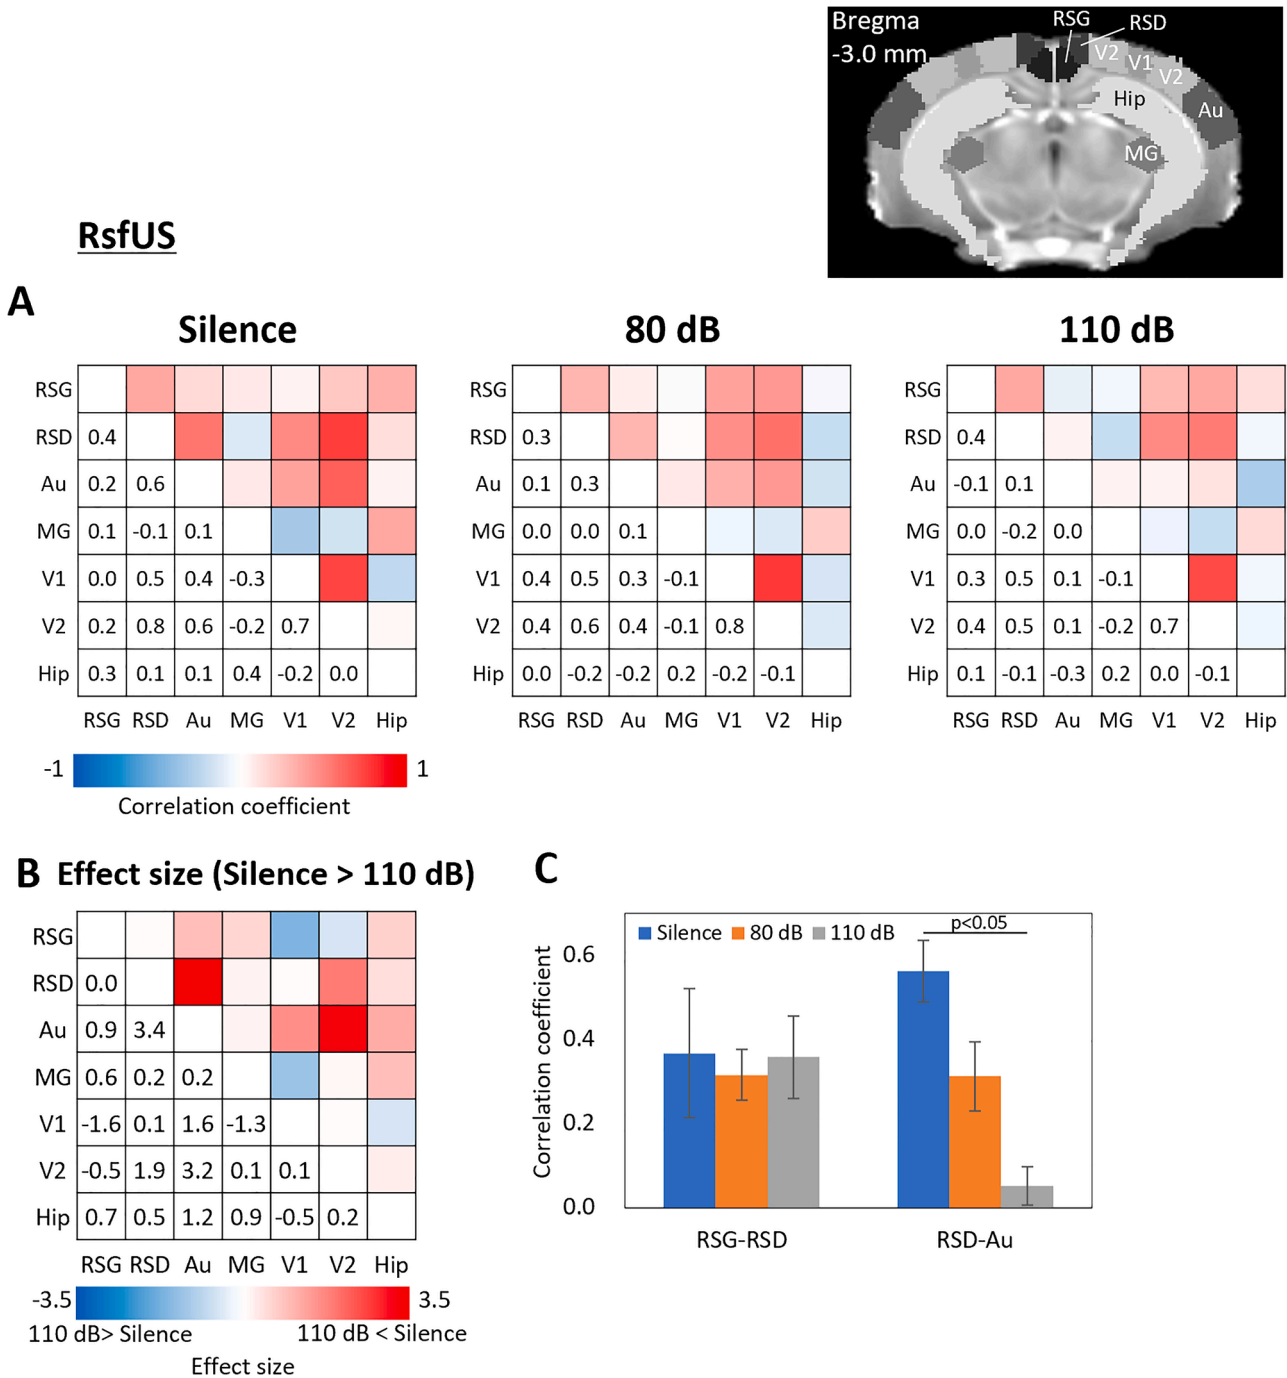 Bregma
-3.0 mm
RSG
RSD
V2
V1
V2
Hip
Au
MG
RsfUS
A
Silence
RSG
RSD 0.4
Au 0.2 0.6
MG 0.1 -0.1 0.1
V1 0.0 0.5 0.4 -0.3
V2 0.2 0.8 0.6 -0.2 0.7
Hip 0.3 0.1 0.1 0.4 -0.2 0.0
RSG RSD Au MG V1 V2 Hip
80 dB
RSG
RSD 0.3
Au 0.1 0.3
MG 0.0 0.0 0.1
V1 0.4 0.5 0.3 -0.1
V2 0.4 0.6 0.4 -0.1 0.8
Hip 0.0 -0.2 -0.2 0.2 -0.2 -0.1
RSG RSD Au MG V1 V2 Hip
110 dB
RSG
RSD 0.4
Au -0.1 0.1
MG 0.0 -0.2 0.0
V1 0.3 0.5 0.1 -0.1
V2 0.4 0.5 0.1 -0.2 0.7
Hip 0.1 -0.1 -0.3 0.2 0.0 -0.1
RSG RSD Au MG V1 V2 Hip
-1 1
Correlation coefficient
B Effect size (Silence > 110 dB)
RSG
RSD 0.0
Au 0.9 3.4
MG 0.6 0.2 0.2
V1 -1.6 0.1 1.6 -1.3
V2 -0.5 1.9 3.2 0.1 0.1
Hip 0.7 0.5 1.2 0.9 -0.5 0.2
RSG RSD Au MG V1 V2 Hip
-3.5 3.5
110 dB> Silence 110 dB < Silence
Effect size
C
Silence 80 dB 110 dB
p<0.05
Correlation coefficient
0.6
0.4
0.2
0.0
RSG-RSD RSD-Au